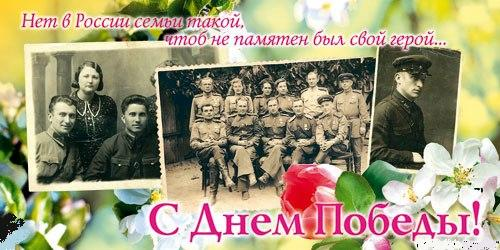 Нет в России семьи такой,
чтоб не памятен был свой герой...
С Днем Победы!